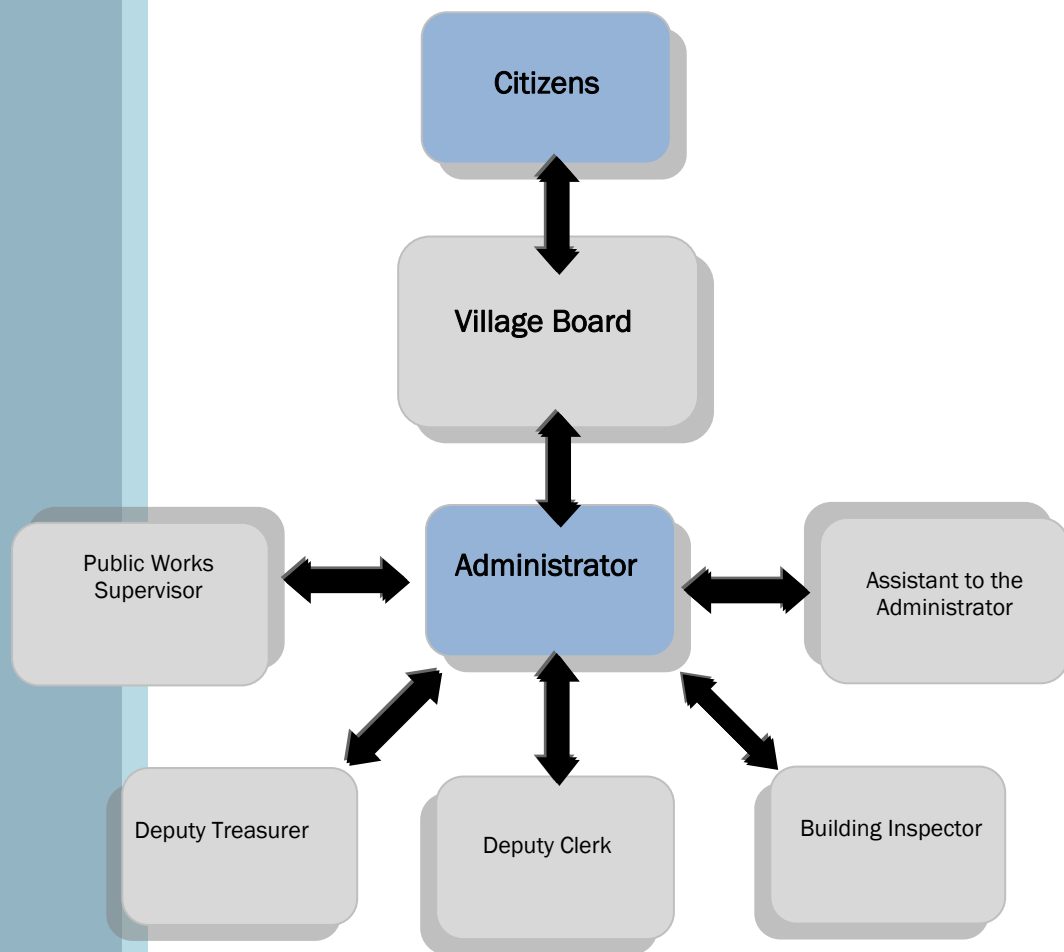 Citizens
Village Board
Administrator
Public Works
Supervisor
Assistant to the
Administrator
Deputy Treasurer
Deputy Clerk
Building Inspector